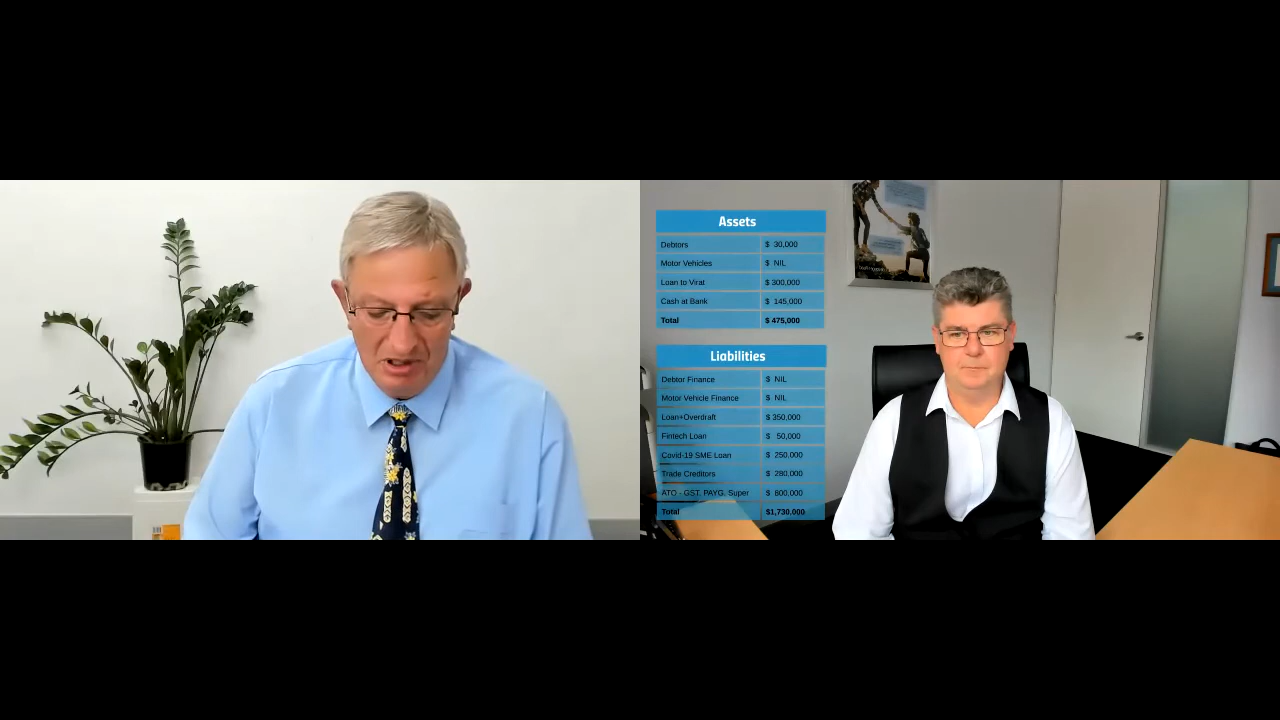 Assets
Debtors $ 30,000
Motor Vehicles $ NIL
Loan to Virat $ 300,000
Cash at Bank $ 145,000
Total $ 475,000
Liabilities
Debtor Finance $ NIL
Motor Vehicle Finance $ NIL
Loan+Overdraft $ 350,000
Fintech Loan $ 50,000
Covid-19 SME Loan $ 250,000
Trade Creditors $ 280,000
ATO - GST. PAYG. Super $ 800,000
Total $1,730,000